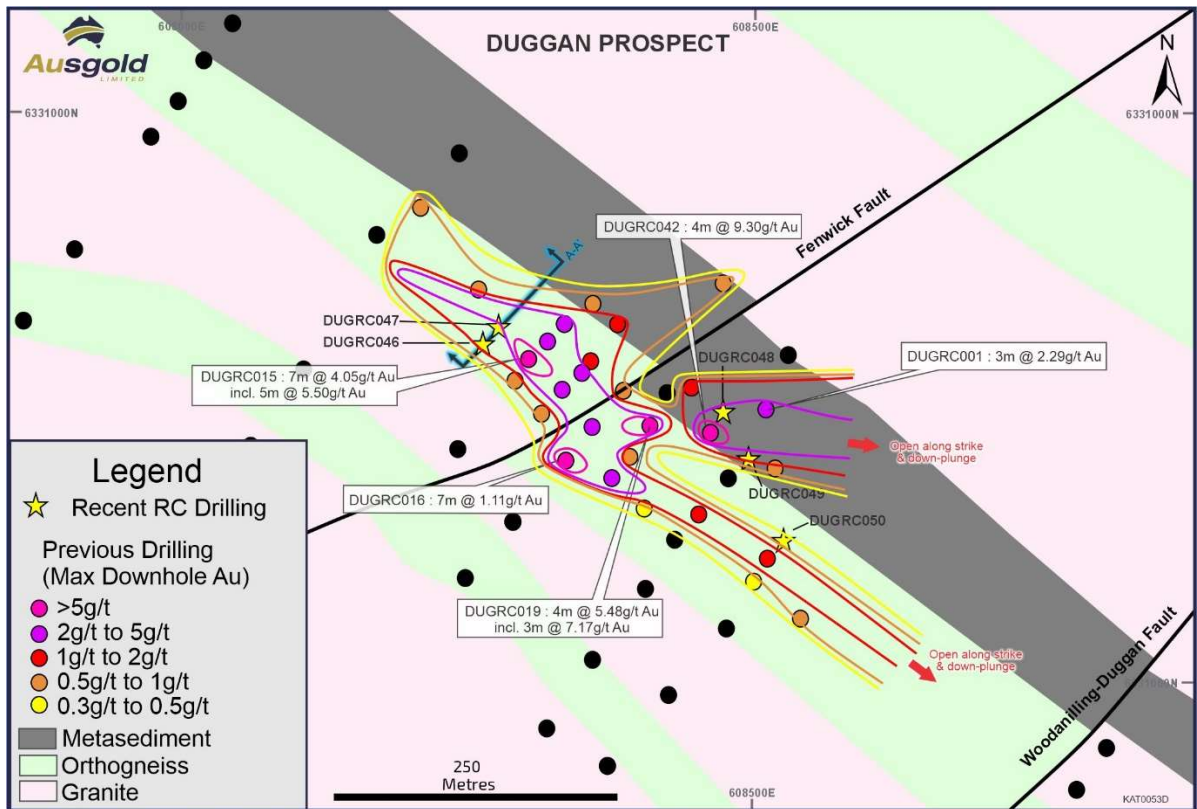 Ausgold
LIMITED
608500E
DUGGAN PROSPECT
N
6331000N
6331000N
Fenwick Fault
DUGRC042 : 4m @ 9.30g/t Au
A-A'
DUGRC047
DUGRC046
DUGRC048
DUGRC001 : 3m @ 2.29g/t Au
DUGRC015 : 7m @ 4.05g/t Au
incl. 5m @ 5.50g/t Au
Open along strike
& down-plunge
DUGRC049
DUGRC016 : 7m @ 1.11g/t Au
DUGRC050
DUGRC019 : 4m @ 5.48g/t Au
incl. 3m @ 7.17g/t Au
Open along strike
& down-plunge
6331000N
Woodanilling-Duggan Fault
Legend
Recent RC Drilling
Previous Drilling
(Max Downhole Au)
>5g/t
2g/t to 5g/t
1g/t to 2g/t
0.5g/t to 1g/t
0.3g/t to 0.5g/t
Metasediment
Orthogneiss
Granite
250
Metres
608500E
KAT0053D